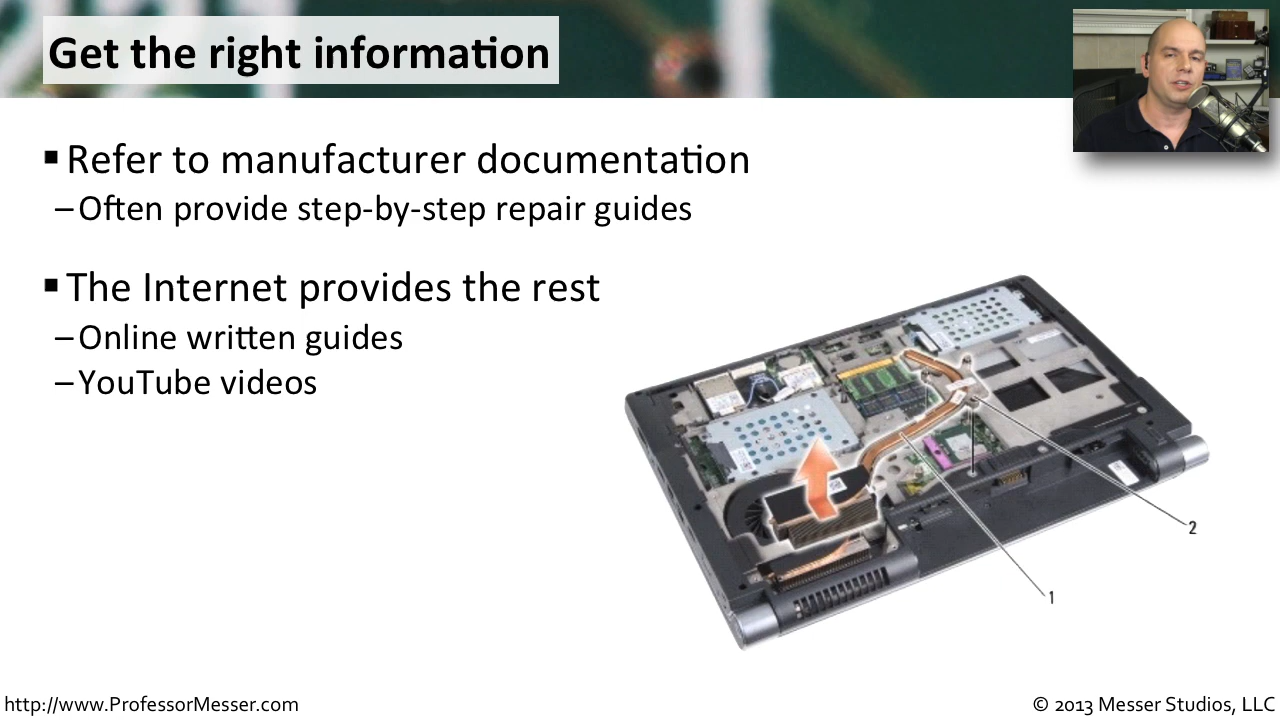 Get the right information
▪ Refer to manufacturer documentation
– Often provide step-by-step repair guides
▪ The Internet provides the rest
– Online written guides
– YouTube videos
2
1
http://www.ProfessorMesser.com
© 2013 Messer Studios, LLC